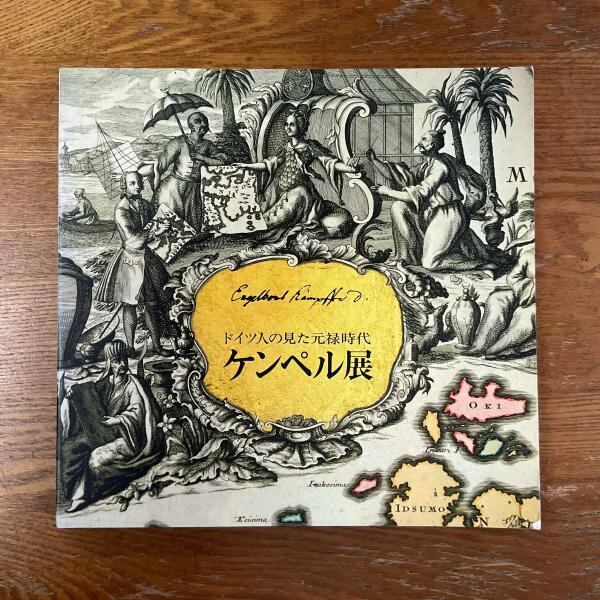 M
Engelbert Kämpffer D.
ドイツ人の見た元禄時代
ケンペル展
OKI
IDSUMO
N